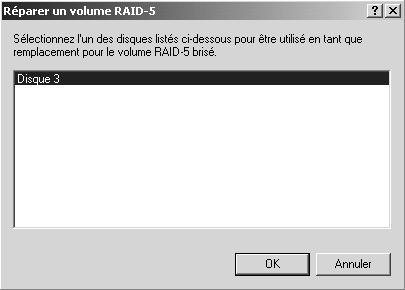 Réparer un volume RAID-5
Sélectionnez l'un des disques listés ci-dessous pour être utilisé en tant que
remplacement pour le volume RAID-5 brisé.
Disque 3
OK
Annuler